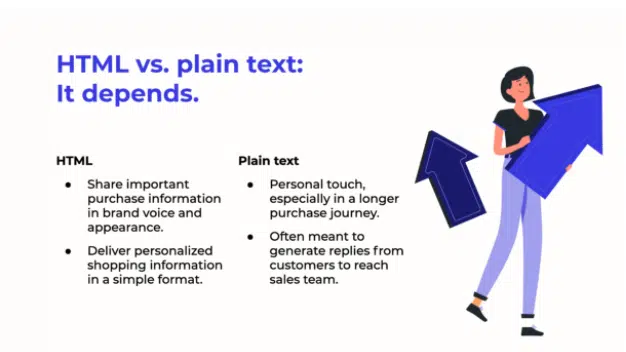 HTML vs. plain text:
It depends.
HTML
● Share important
purchase information
in brand voice and
appearance.
● Deliver personalized
shopping information
in a simple format.
Plain text
● Personal touch,
especially in a longer
purchase journey.
● Often meant to
generate replies from
customers to reach
sales team.